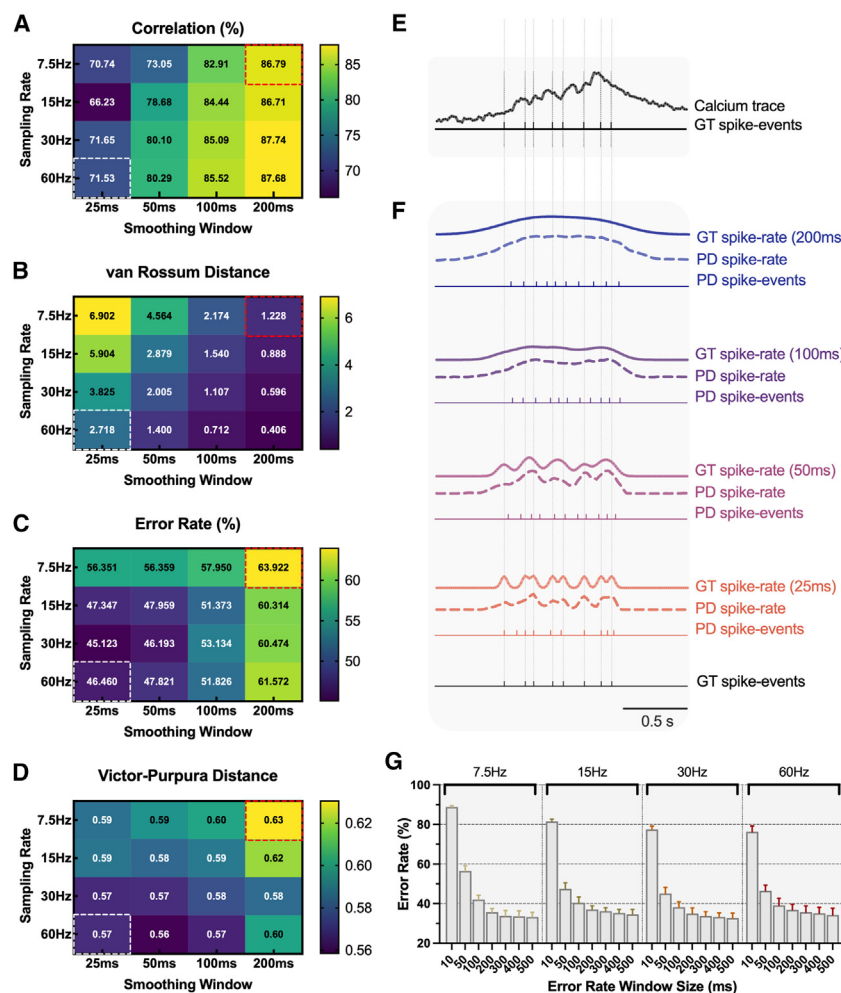 A
Correlation (%)
Sampling Rate
7.5Hz 70.74 73.05 82.91 86.79
15Hz 66.23 78.68 84.44 86.71
30Hz 71.65 80.10 85.09 87.74
60Hz 71.53 80.29 85.52 87.68
25ms 50ms 100ms 200ms
Smoothing Window
85
80
75
70
B
van Rossum Distance
Sampling Rate
7.5Hz 6.902 4.564 2.174 1.228
15Hz 5.904 2.879 1.540 0.888
30Hz 3.825 2.005 1.107 0.596
60Hz 2.718 1.400 0.712 0.406
25ms 50ms 100ms 200ms
Smoothing Window
6
4
2
C
Error Rate (%)
Sampling Rate
7.5Hz 56.351 56.359 57.950 63.922
15Hz 47.347 47.959 51.373 60.314
30Hz 45.123 46.193 53.134 60.474
60Hz 46.460 47.821 51.826 61.572
25ms 50ms 100ms 200ms
Smoothing Window
60
55
50
D
Victor-Purpura Distance
Sampling Rate
7.5Hz 0.59 0.59 0.60 0.63
15Hz 0.59 0.58 0.59 0.62
30Hz 0.57 0.57 0.58 0.58
60Hz 0.57 0.56 0.57 0.60
25ms 50ms 100ms 200ms
Smoothing Window
0.62
0.60
0.58
0.56
E
Calcium trace
GT spike-events
F
GT spike-rate (200ms
PD spike-rate
PD spike-events
GT spike-rate (100ms)
PD spike-rate
PD spike-events
GT spike-rate (50ms)
PD spike-rate
PD spike-events
GT spike-rate (25ms)
PD spike-rate
PD spike-events
GT spike-events
0.5 s
G
7.5Hz 15Hz 30Hz 60Hz
Error Rate (%)
100
80
60
40
20
10 50 100 200 300 400 500 10 50 100 200 300 400 500 10 50 100 200 300 400 500 10 50 100 200 300 400 500
Error Rate Window Size (ms)